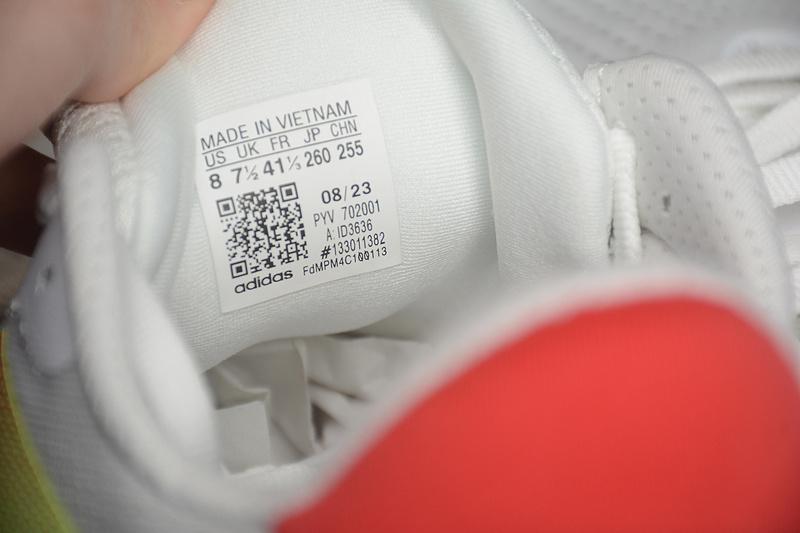 MADE IN VIETNAM
US UK FR JP CHN
8 7½ 41⅓ 260 255
08/23
PYV 702001
A: ID3636
#133011382
adidas FdMPM4C100113